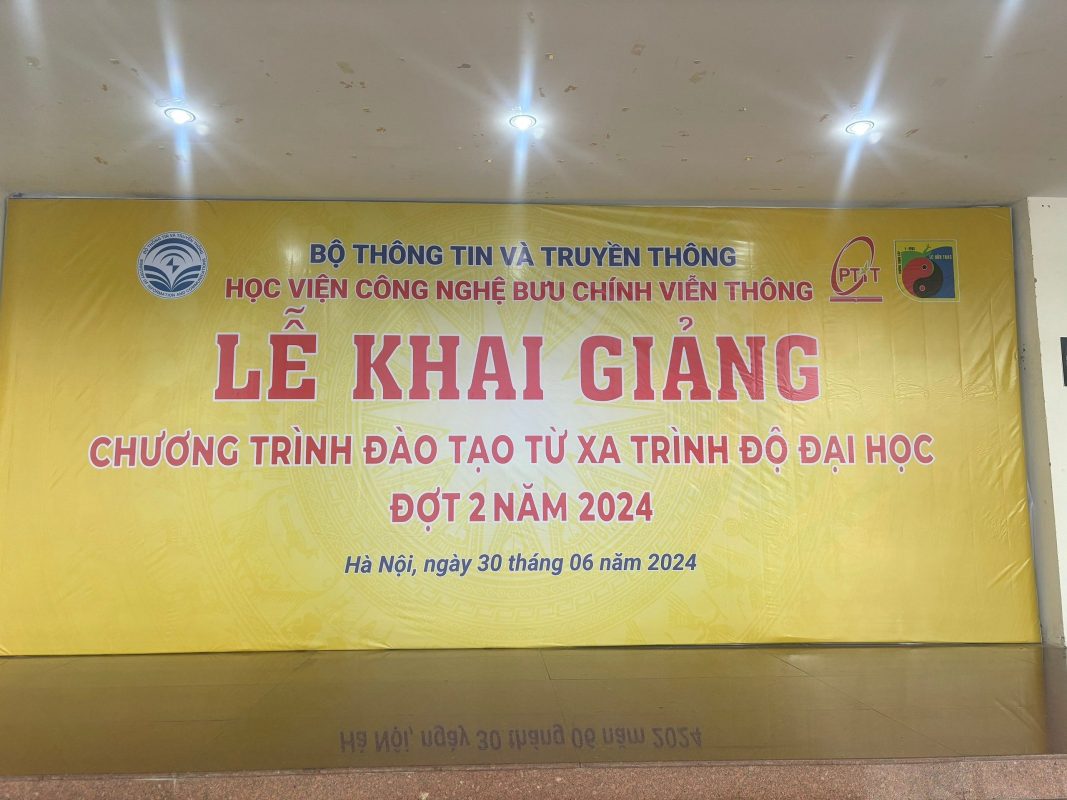 BỘ THÔNG TIN VÀ TRUYỀN THÔNG
HỌC VIỆN CÔNG NGHỆ BƯU CHÍNH VIỄN THÔNG
PTIT
LỄ KHAI GIẢNG
CHƯƠNG TRÌNH ĐÀO TẠO TỪ XA TRÌNH ĐỘ ĐẠI HỌC
ĐỢT 2 NĂM 2024
Hà Nội, ngày 30 tháng 06 năm 2024